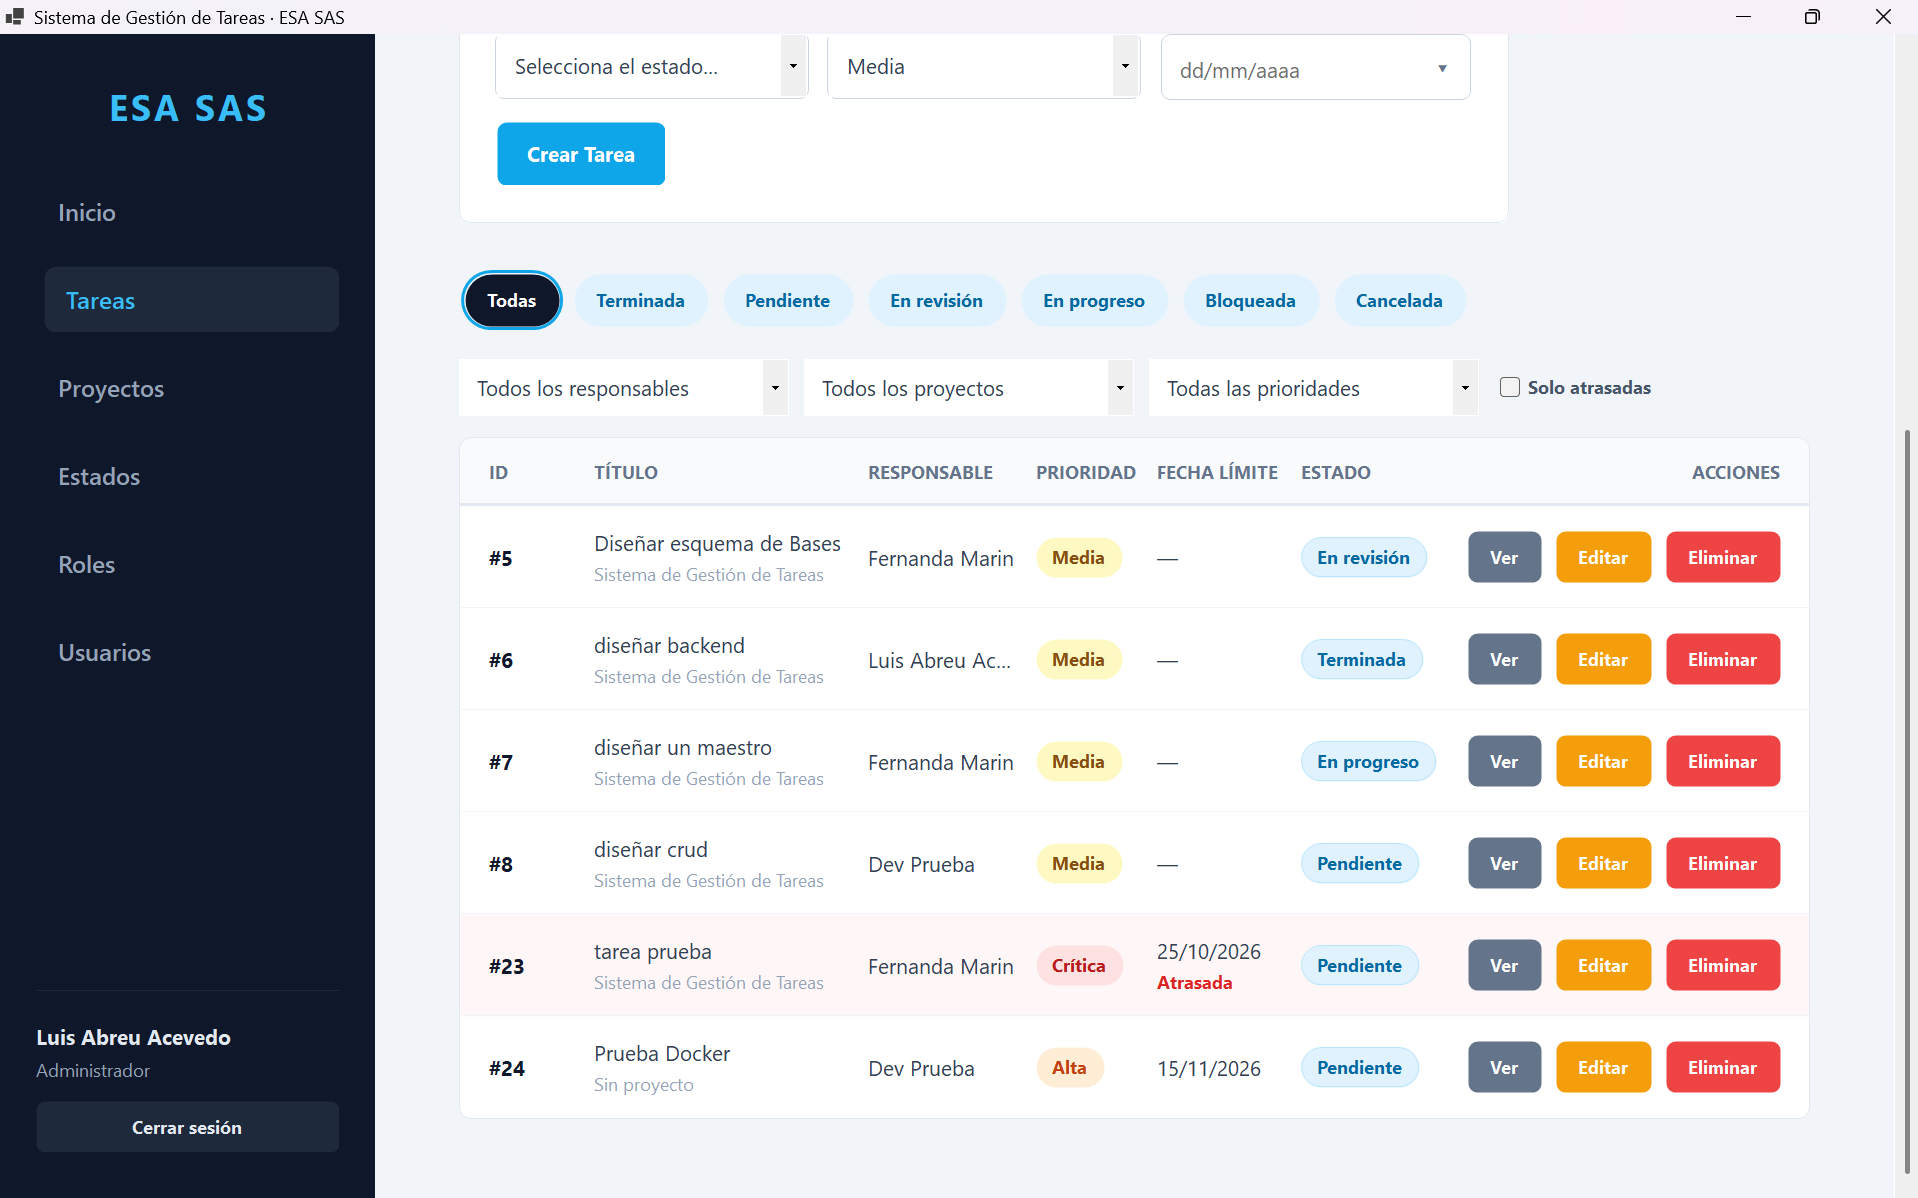 Sistema de Gestión de Tareas · ESA SAS
ESA SAS
Inicio
Tareas
Proyectos
Estados
Roles
Usuarios
Luis Abreu Acevedo
Administrador
Cerrar sesión
Selecciona el estado... Media dd/mm/aaaa
Crear Tarea
Todas Terminada Pendiente En revisión En progreso Bloqueada Cancelada
Todos los responsables Todos los proyectos Todas las prioridades Solo atrasadas
ID TÍTULO RESPONSABLE PRIORIDAD FECHA LÍMITE ESTADO ACCIONES
#5 Diseñar esquema de Bases Fernanda Marin Media — En revisión Ver Editar Eliminar
Sistema de Gestión de Tareas
#6 diseñar backend Luis Abreu Ac... Media — Terminada Ver Editar Eliminar
Sistema de Gestión de Tareas
#7 diseñar un maestro Fernanda Marin Media — En progreso Ver Editar Eliminar
Sistema de Gestión de Tareas
#8 diseñar crud Dev Prueba Media — Pendiente Ver Editar Eliminar
Sistema de Gestión de Tareas
#23 tarea prueba Fernanda Marin Crítica 25/10/2026 Pendiente Ver Editar Eliminar
Sistema de Gestión de Tareas Atrasada
#24 Prueba Docker Dev Prueba Alta 15/11/2026 Pendiente Ver Editar Eliminar
Sin proyecto